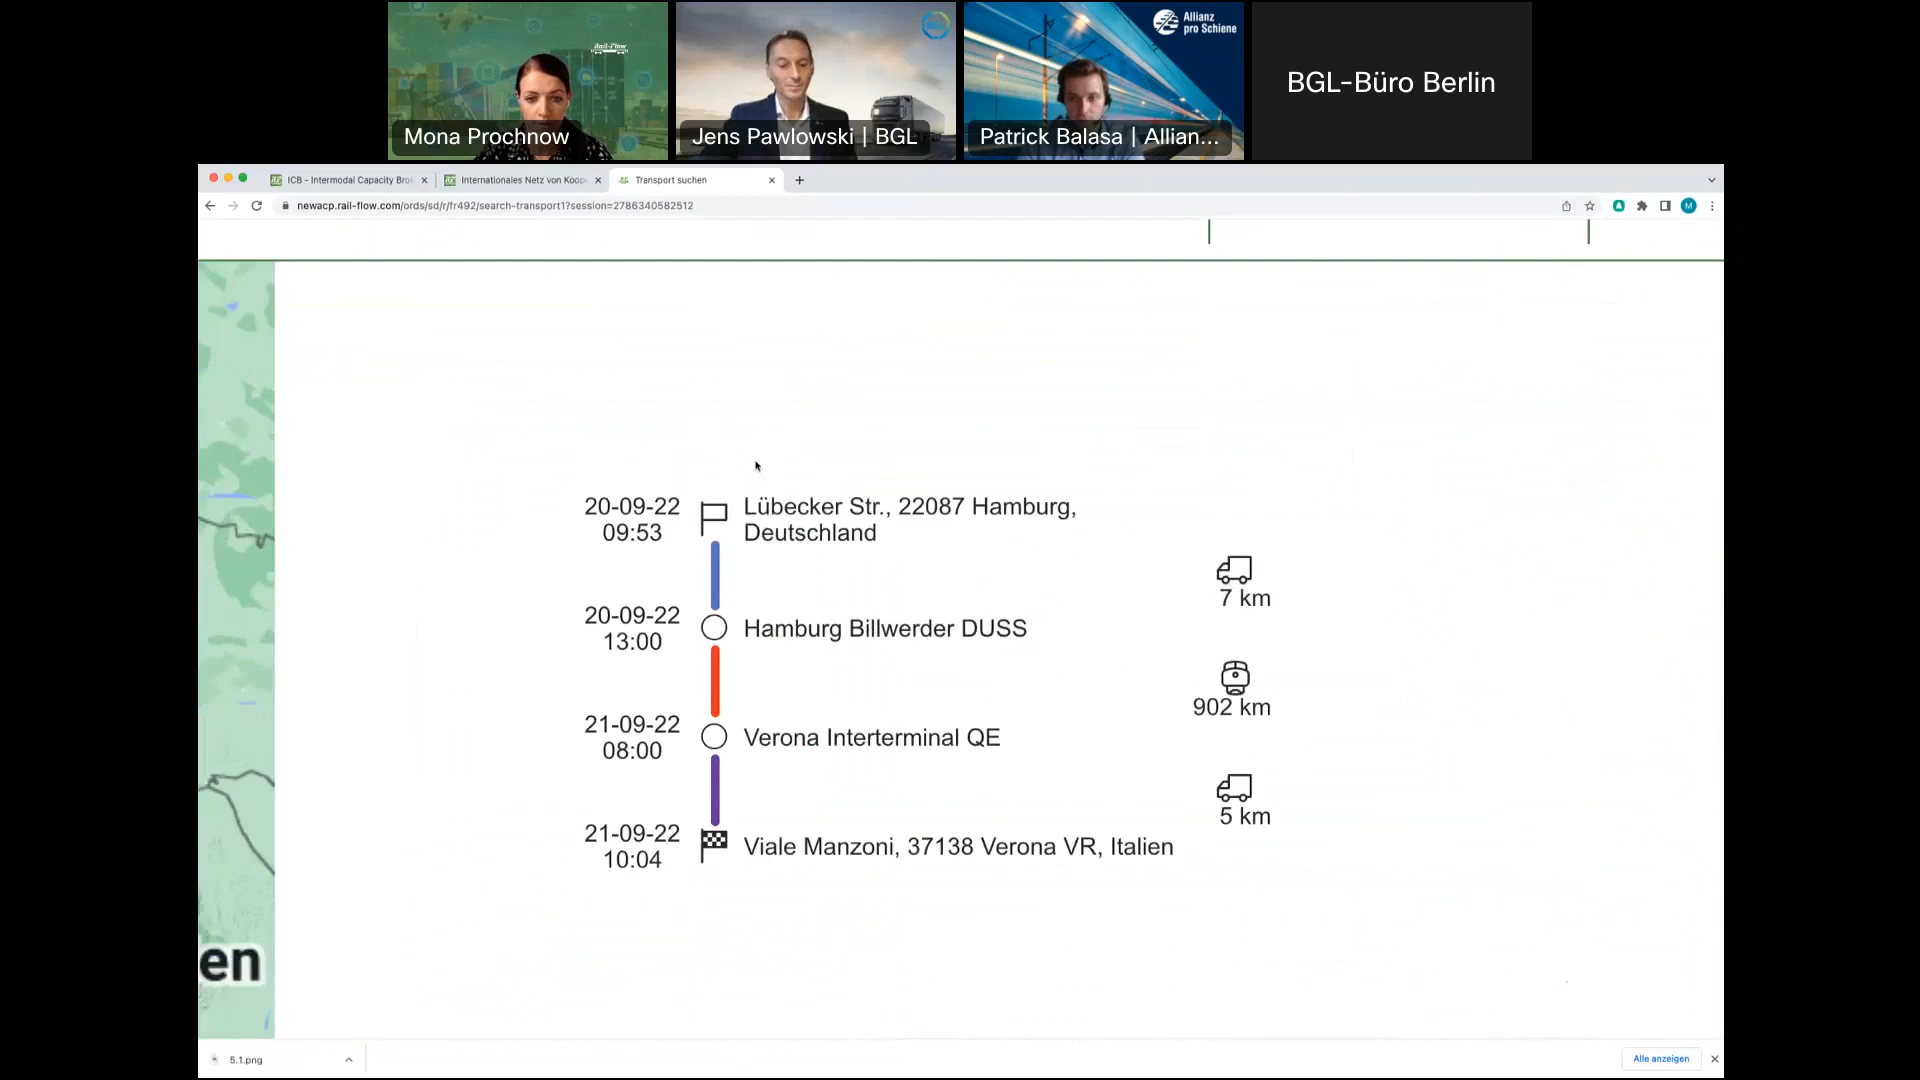 Rail-Flow
Allianz
pro Schiene
Mona Prochnow
Jens Pawlowski | BGL
Patrick Balasa | Allian...
BGL-Büro Berlin
ICB - Intermodal Capacity Bro
Internationales Netz von Koop
Transport suchen
newacp.rail-flow.com/ords/sd/r/fr492/search-transport1?session=2786340582512
M
20-09-22
09:53
Lübecker Str., 22087 Hamburg,
Deutschland
7 km
20-09-22
13:00
Hamburg Billwerder DUSS
902 km
21-09-22
08:00
Verona Interterminal QE
5 km
21-09-22
10:04
Viale Manzoni, 37138 Verona VR, Italien
en
5.1.png
Alle anzeigen